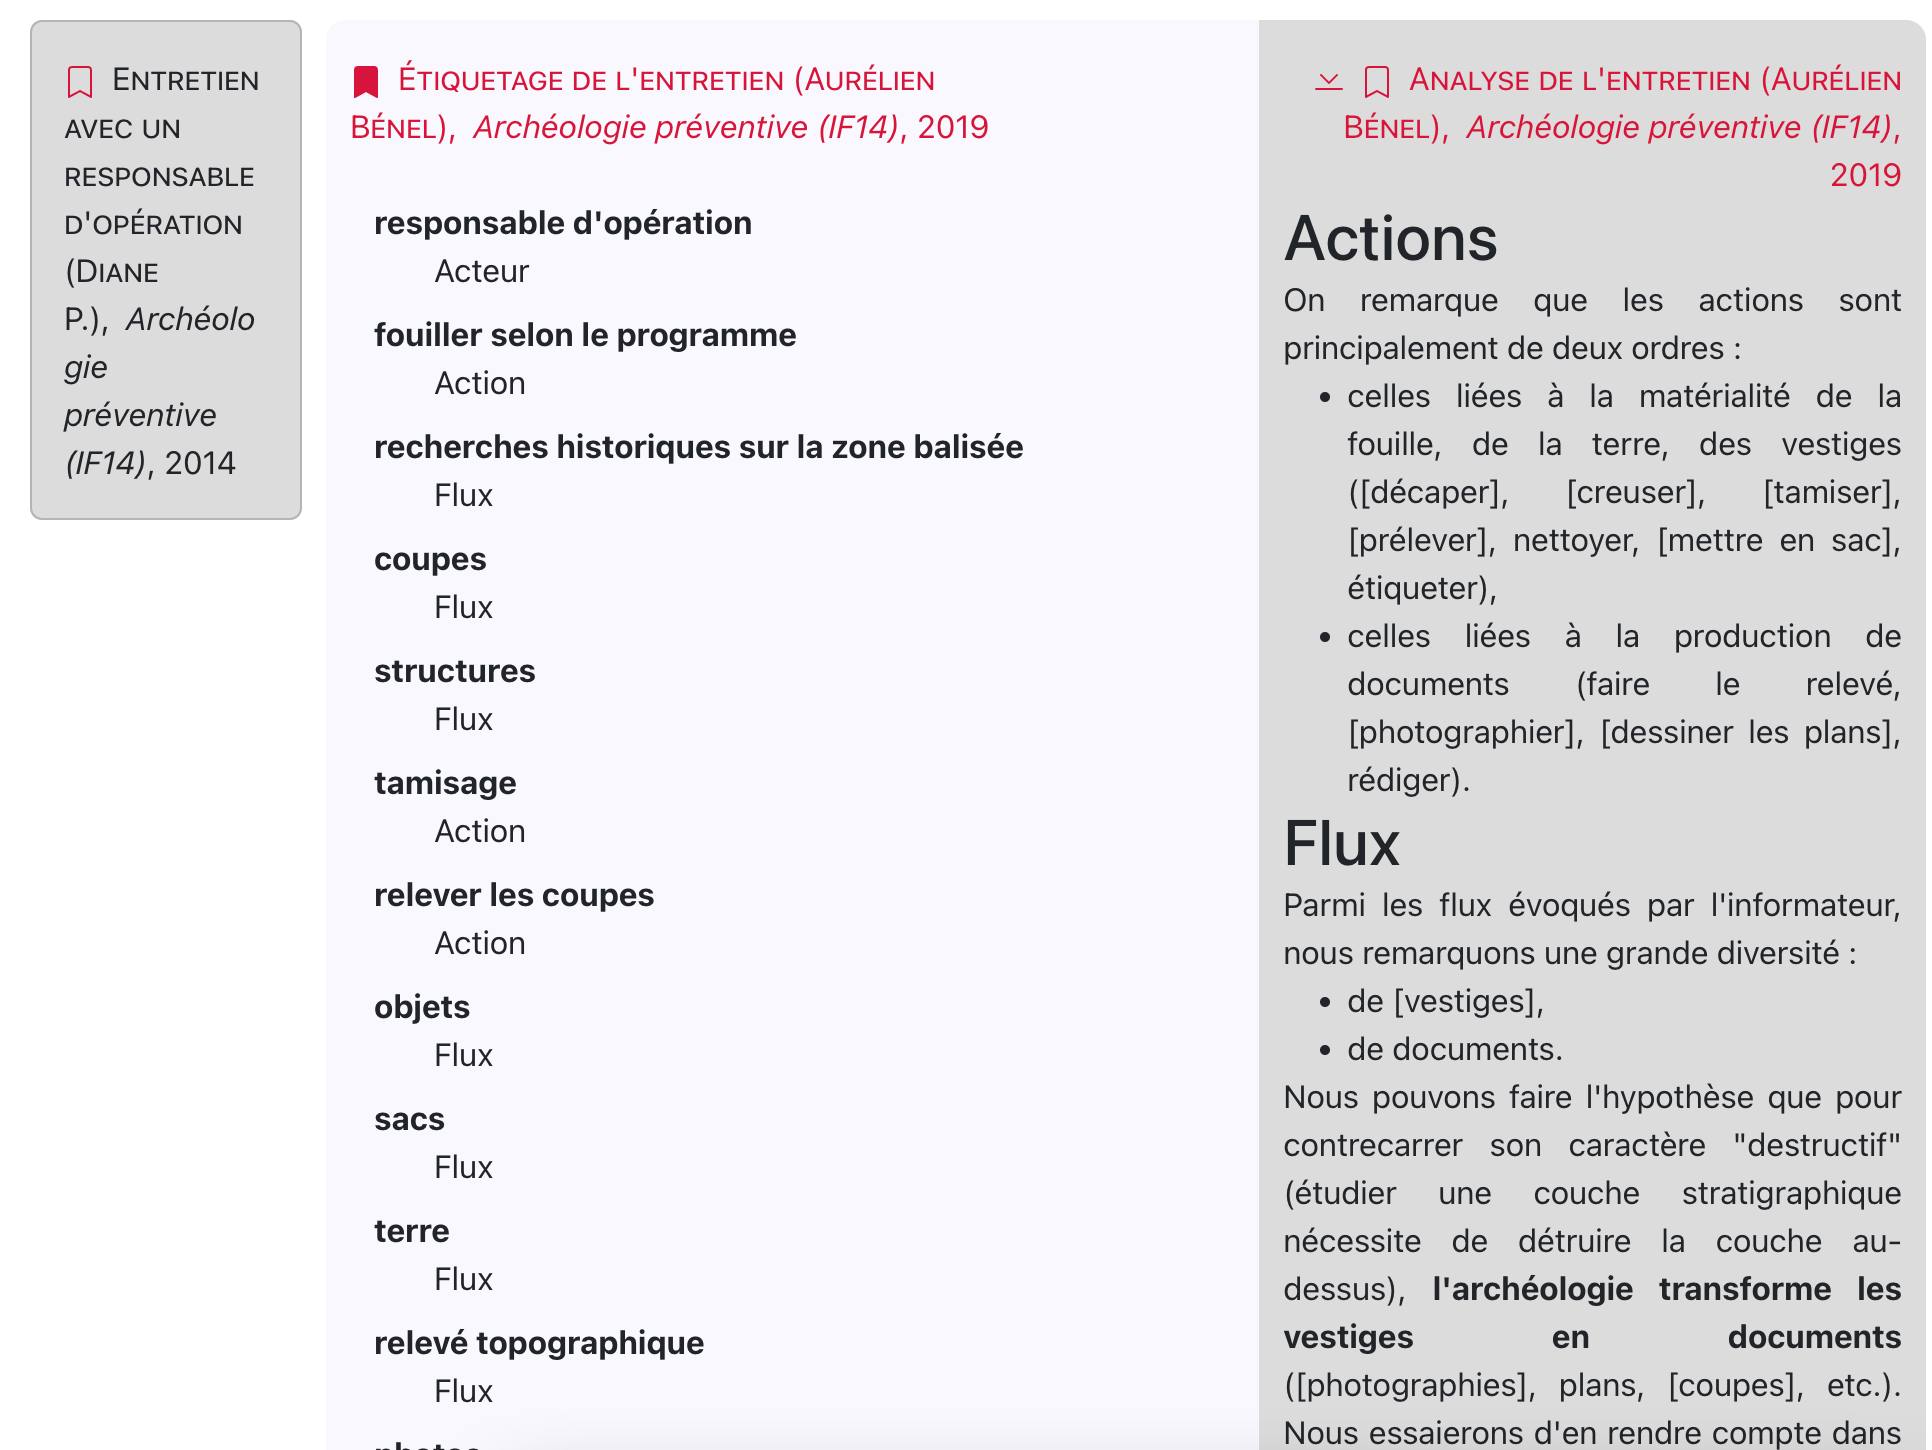 Entretien
avec un
responsable
d'opération
(Diane
P.), Archéolo
gie
préventive
(IF14), 2014
Étiquetage de l'entretien (Aurélien
Bénel), Archéologie préventive (IF14), 2019
responsable d'opération
Acteur
fouiller selon le programme
Action
recherches historiques sur la zone balisée
Flux
coupes
Flux
structures
Flux
tamisage
Action
relever les coupes
Action
objets
Flux
sacs
Flux
terre
Flux
relevé topographique
Flux
photos
Analyse de l'entretien (Aurélien
Bénel), Archéologie préventive (IF14),
2019
Actions
On remarque que les actions sont
principalement de deux ordres :
• celles liées à la matérialité de la
fouille, de la terre, des vestiges
([décaper], [creuser], [tamiser],
[prélever], nettoyer, [mettre en sac],
étiqueter),
• celles liées à la production de
documents (faire le relevé,
[photographier], [dessiner les plans],
rédiger).
Flux
Parmi les flux évoqués par l'informateur,
nous remarquons une grande diversité :
• de [vestiges],
• de documents.
Nous pouvons faire l'hypothèse que pour
contrecarrer son caractère "destructif"
(étudier une couche stratigraphique
nécessite de détruire la couche au-
dessus), l'archéologie transforme les
vestiges en documents
([photographies], plans, [coupes], etc.).
Nous essaierons d'en rendre compte dans